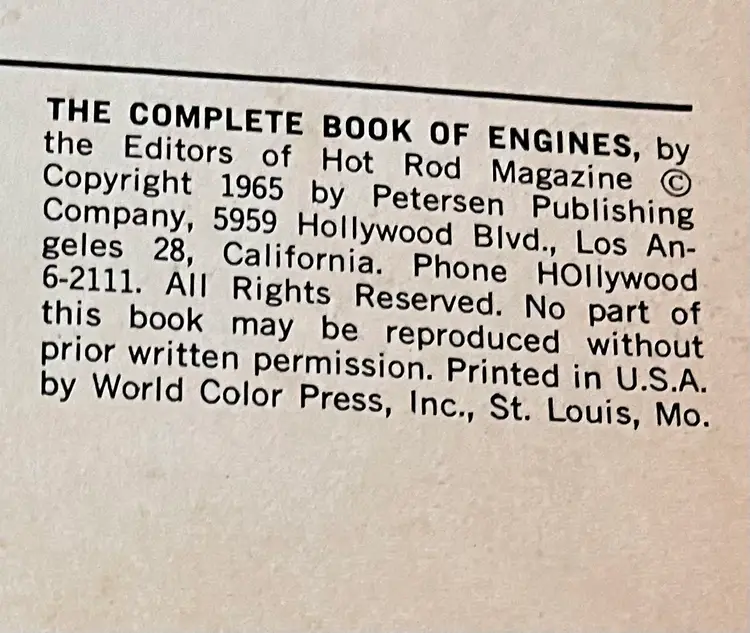 THE COMPLETE BOOK OF ENGINES, by
the Editors of Hot Rod Magazine ©
Copyright 1965 by Petersen Publishing
Company, 5959 Hollywood Blvd., Los An-
geles 28, California. Phone HOllywood
6-2111. All Rights Reserved. No part of
this book may be reproduced without
prior written permission. Printed in U.S.A.
by World Color Press, Inc., St. Louis, Mo.